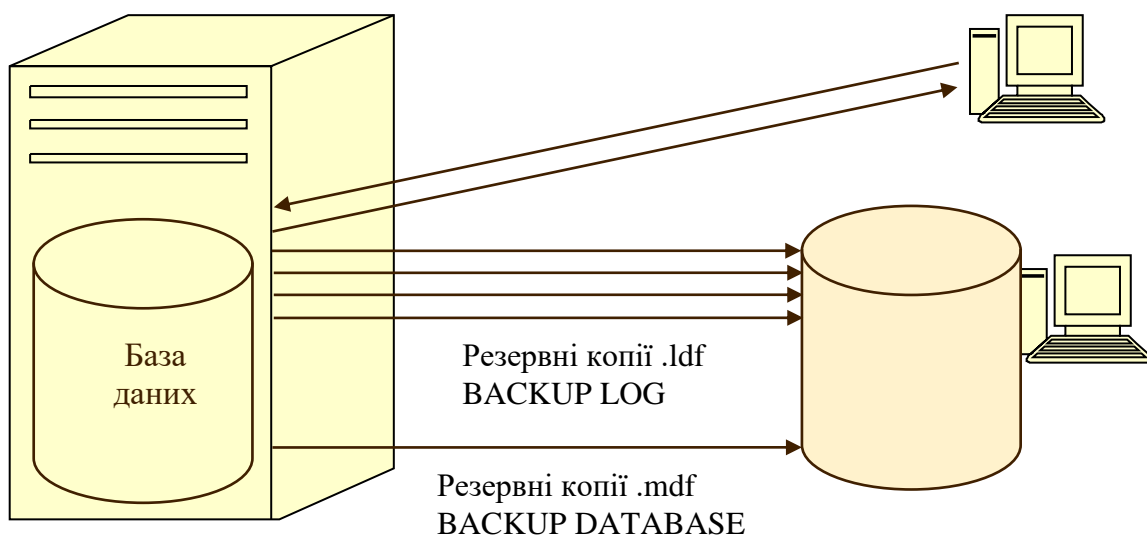 База
даних
Резервні копії .ldf
BACKUP LOG
Резервні копії .mdf
BACKUP DATABASE